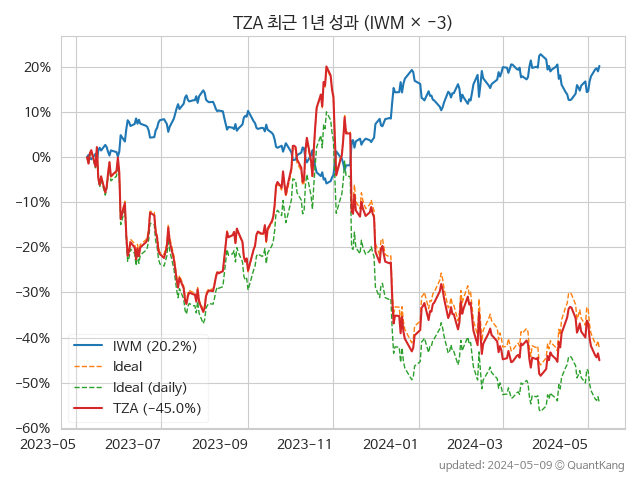 TZA 최근 1년 성과 (IWM × −3)
20%
10%
0%
−10%
−20%
−30%
−40%
−50%
−60%
IWM (20.2%)
Ideal
Ideal (daily)
TZA (−45.0%)
2023-05
2023-07
2023-09
2023-11
2024-01
2024-03
2024-05
updated: 2024-05-09 © QuantKang